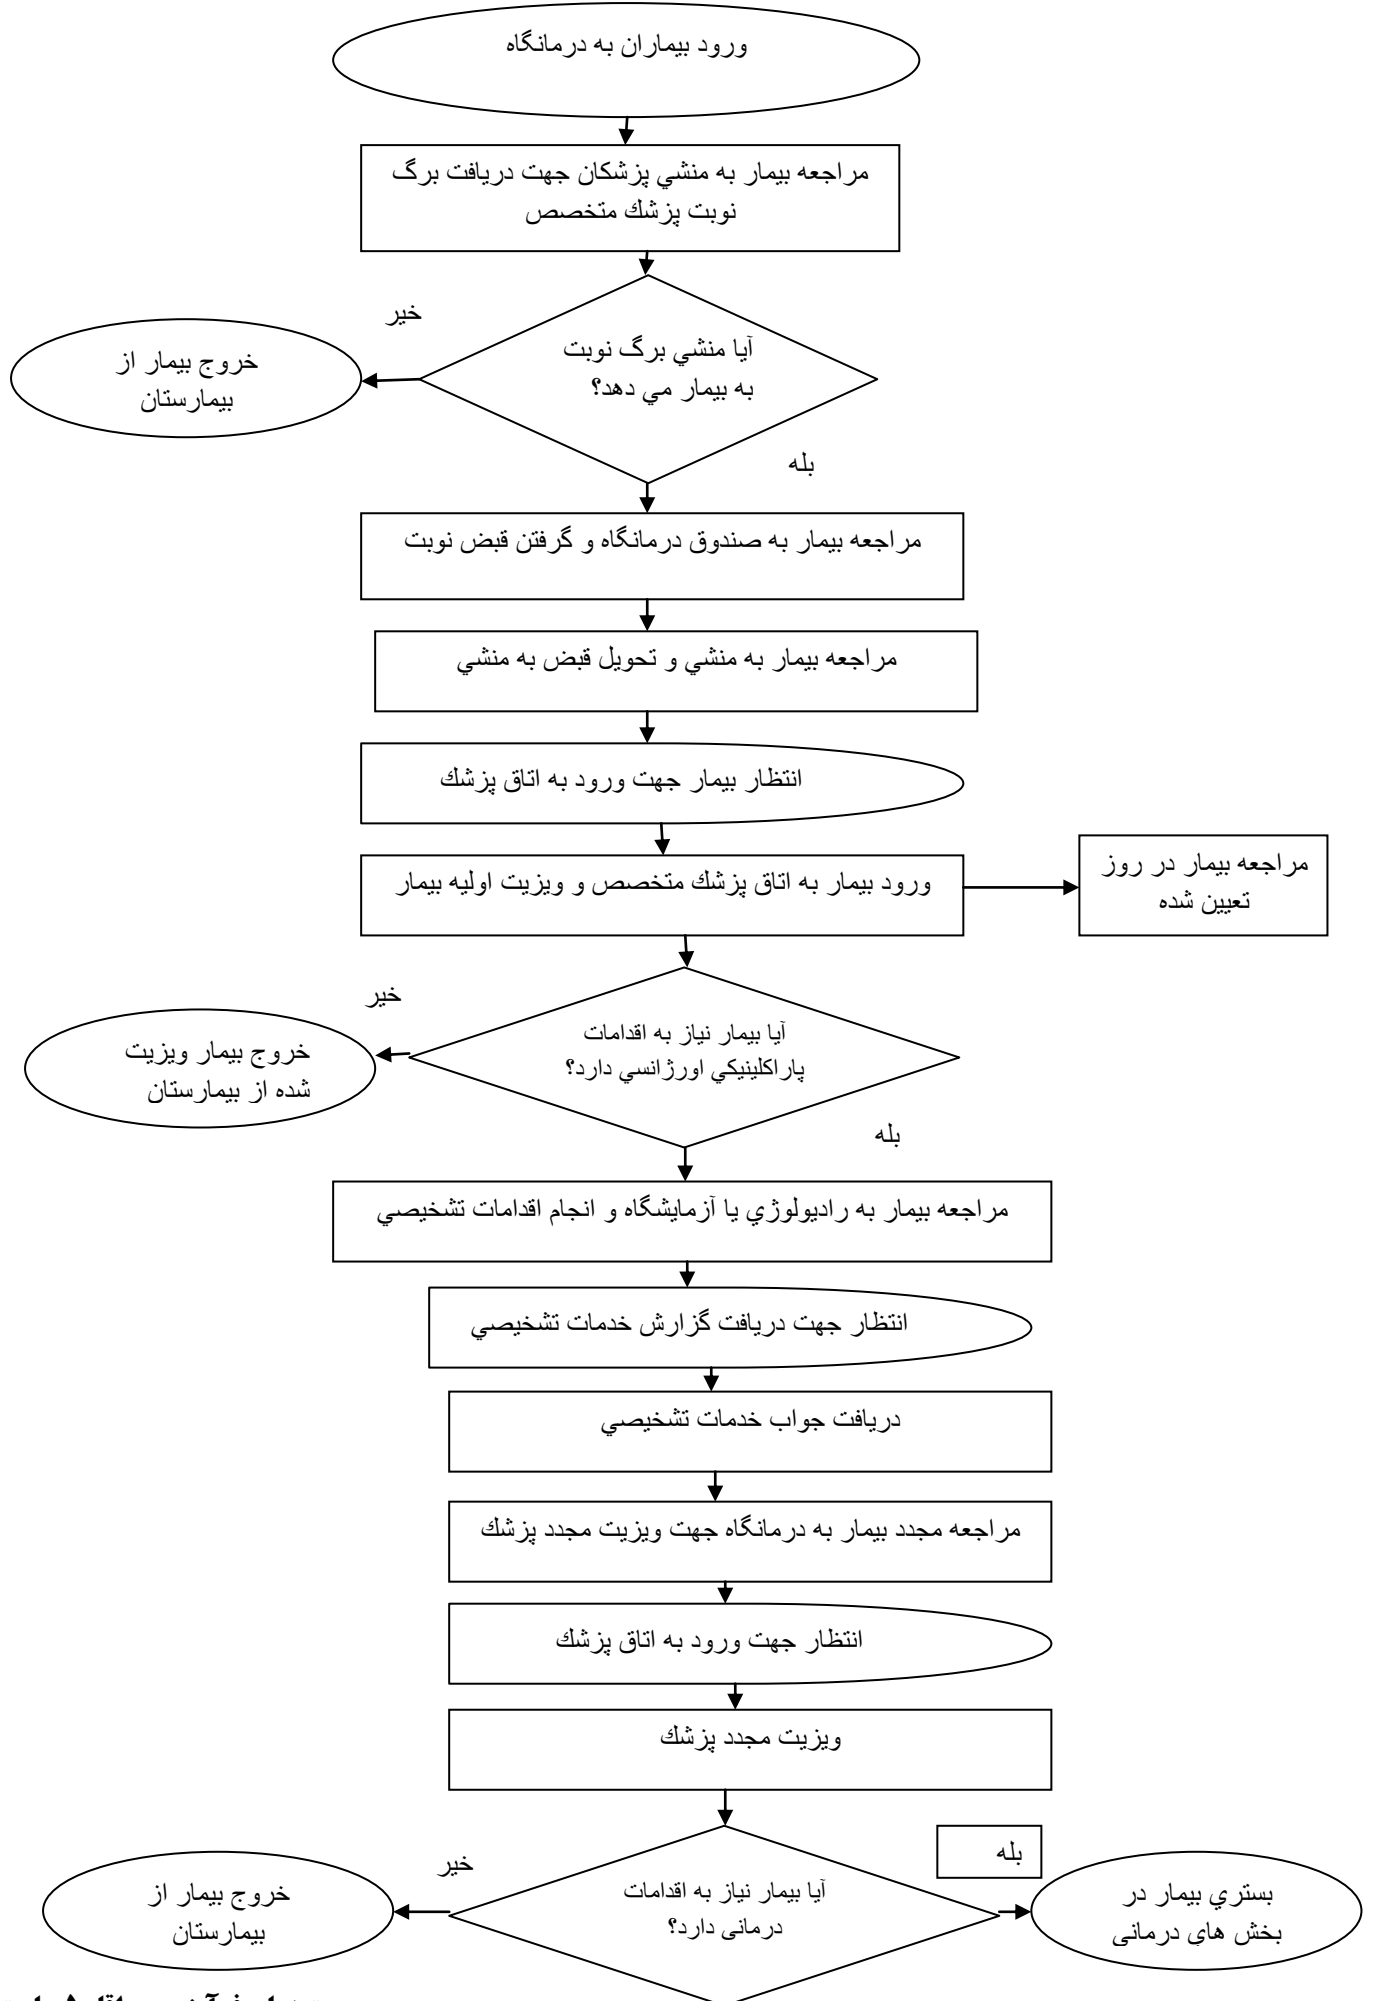 ورود بيماران به درمانگاه
مراجعه بيمار به منشي پزشكان جهت دريافت برگ
نوبت پزشك متخصص
آيا منشي برگ نوبت
به بيمار مي دهد؟
خير
خروج بيمار از
بيمارستان
بله
مراجعه بيمار به صندوق درمانگاه و گرفتن قبض نوبت
مراجعه بيمار به منشي و تحويل قبض به منشي
انتظار بيمار جهت ورود به اتاق پزشك
ورود بيمار به اتاق پزشك متخصص و ويزيت اوليه بيمار
مراجعه بيمار در روز
تعيين شده
آيا بيمار نياز به اقدامات
پاراكلينيكي اورژانسي دارد؟
خير
خروج بيمار ويزيت
شده از بيمارستان
بله
مراجعه بيمار به راديولوژي يا آزمايشگاه و انجام اقدامات تشخيصي
انتظار جهت دريافت گزارش خدمات تشخيصي
دريافت جواب خدمات تشخيصي
مراجعه مجدد بيمار به درمانگاه جهت ويزيت مجدد پزشك
انتظار جهت ورود به اتاق پزشك
ويزيت مجدد پزشك
آيا بيمار نياز به اقدامات
درمانی دارد؟
بله
بستري بيمار در
بخش هاي درمانی
خير
خروج بيمار از
بيمارستان